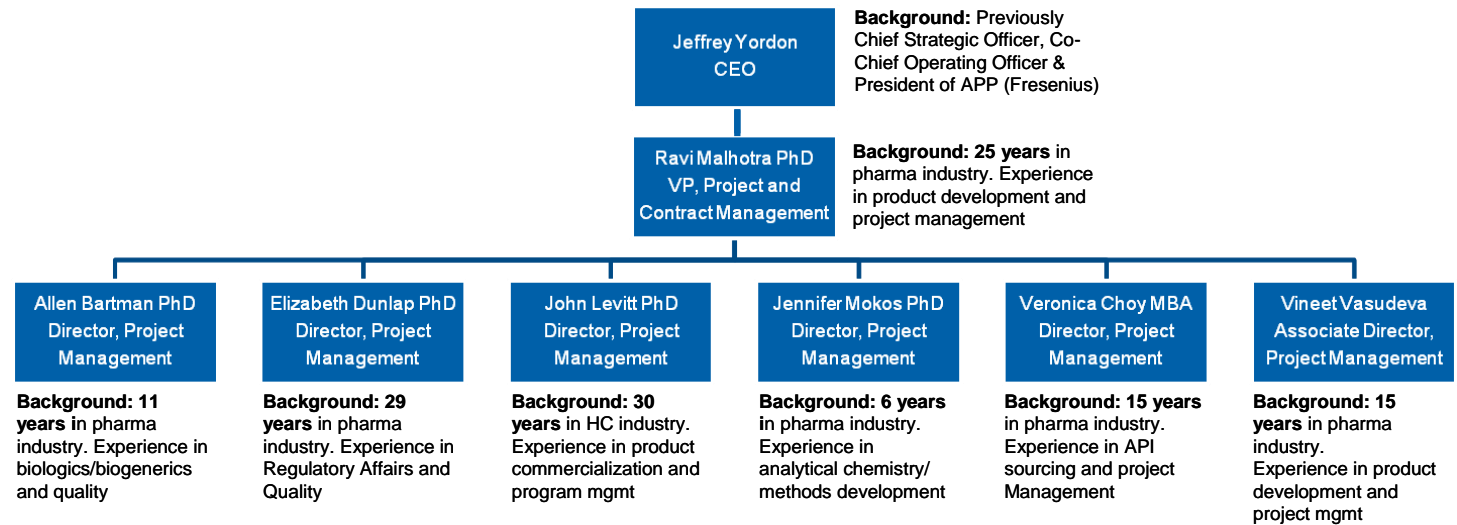 Jeffrey Yordon
CEO
Background: Previously
Chief Strategic Officer, Co-
Chief Operating Officer &
President of APP (Fresenius)
Ravi Malhotra PhD
VP, Project and
Contract Management
Background: 25 years in
pharma industry. Experience
in product development and
project management
Allen Bartman PhD
Director, Project
Management
Background: 11
years in pharma
industry. Experience in
biologics/biogenerics
and quality
Elizabeth Dunlap PhD
Director, Project
Management
Background: 29
years in pharma
industry. Experience in
Regulatory Affairs and
Quality
John Levitt PhD
Director, Project
Management
Background: 30
years in HC industry.
Experience in product
commercialization and
program mgmt
Jennifer Mokos PhD
Director, Project
Management
Background: 6 years
in pharma industry.
Experience in
analytical chemistry/
methods development
Veronica Choy MBA
Director, Project
Management
Background: 15 years
in pharma industry.
Experience in API
sourcing and project
Management
Vineet Vasudeva
Associate Director,
Project Management
Background: 15
years in pharma
industry.
Experience in product
development and
project mgmt